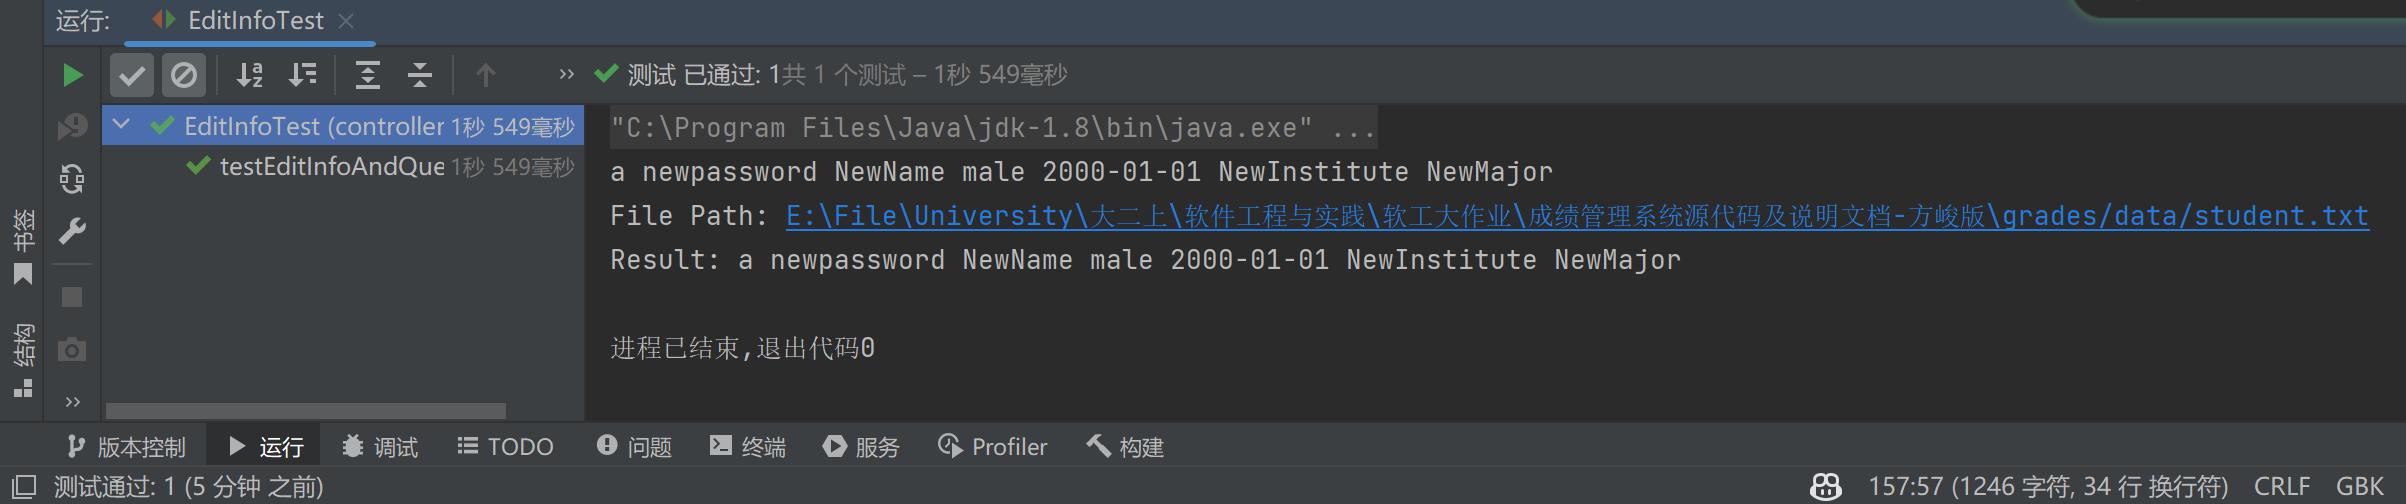 运行: EditInfoTest
测试 已通过: 1共 1 个测试 – 1秒 549毫秒
EditInfoTest (controller 1秒 549毫秒
testEditInfoAndQue 1秒 549毫秒
"C:\Program Files\Java\jdk-1.8\bin\java.exe" ...
a newpassword NewName male 2000-01-01 NewInstitute NewMajor
File Path: E:\File\University\大二上\软件工程与实践\软工大作业\成绩管理系统源代码及说明文档-方峻版\grades/data/student.txt
Result: a newpassword NewName male 2000-01-01 NewInstitute NewMajor
进程已结束,退出代码0
书签
结构
版本控制 运行 调试 TODO 问题 终端 服务 Profiler 构建
测试通过: 1 (5 分钟 之前) 157:57 (1246 字符, 34 行 换行符) CRLF GBK